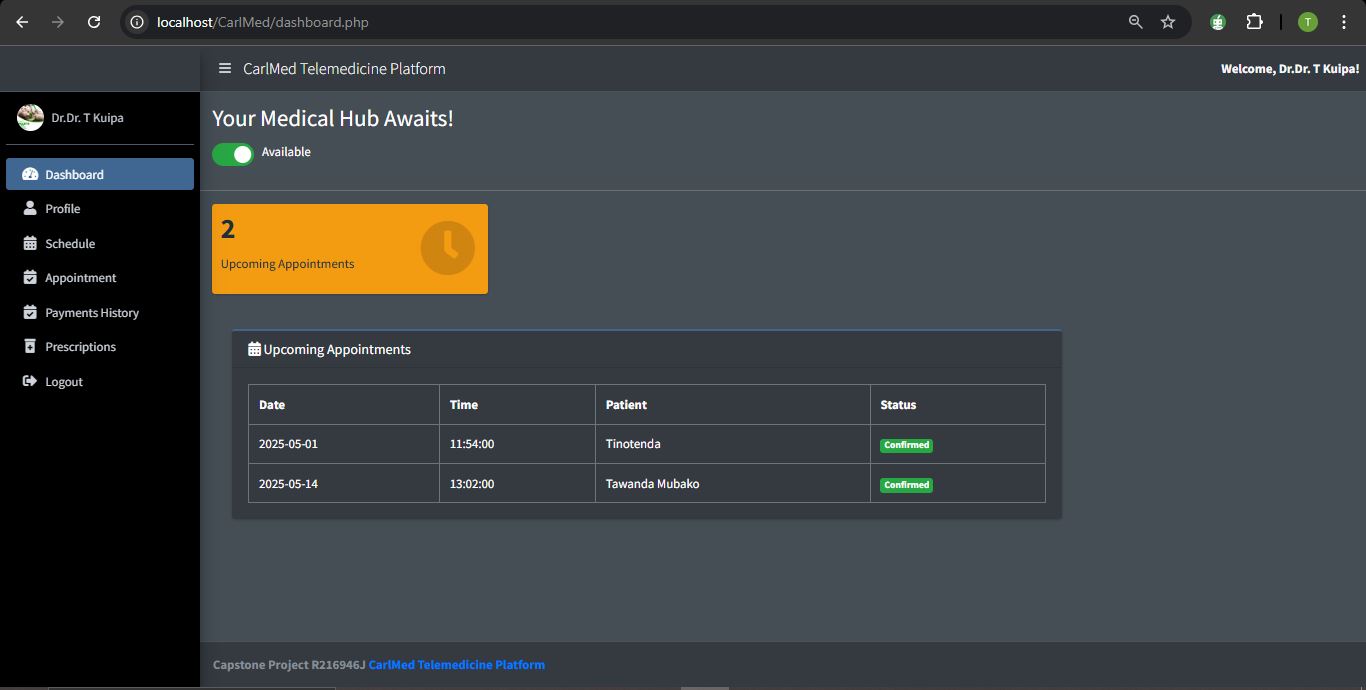 localhost/CarlMed/dashboard.php
T
CarlMed Telemedicine Platform
Welcome, Dr.Dr. T Kuipa!
Dr.Dr. T Kuipa
Dashboard
Profile
Schedule
Appointment
Payments History
Prescriptions
Logout
Your Medical Hub Awaits!
Available
2
Upcoming Appointments
Upcoming Appointments
Date Time Patient Status
2025-05-01 11:54:00 Tinotenda Confirmed
2025-05-14 13:02:00 Tawanda Mubako Confirmed
Capstone Project R216946J CarlMed Telemedicine Platform